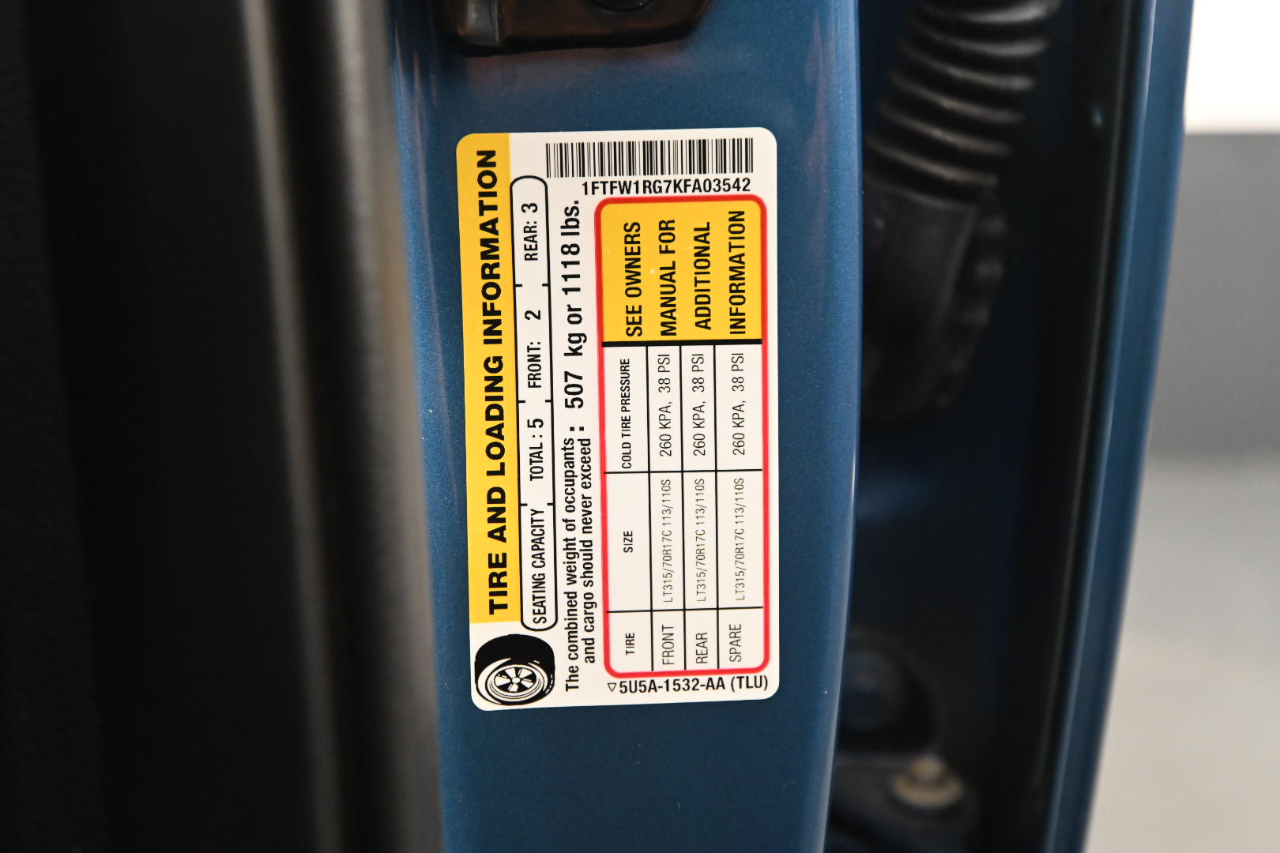 1FTFW1RG7KFA03542
TIRE AND LOADING INFORMATION
SEATING CAPACITY TOTAL : 5 FRONT: 2 REAR: 3
The combined weight of occupants
and cargo should never exceed : 507 kg or 1118 lbs.
TIRE SIZE COLD TIRE PRESSURE
FRONT LT315/70R17C 113/110S 260 KPA, 38 PSI
REAR LT315/70R17C 113/110S 260 KPA, 38 PSI
SPARE LT315/70R17C 113/110S 260 KPA, 38 PSI
SEE OWNERS
MANUAL FOR
ADDITIONAL
INFORMATION
▽5U5A-1532-AA (TLU)